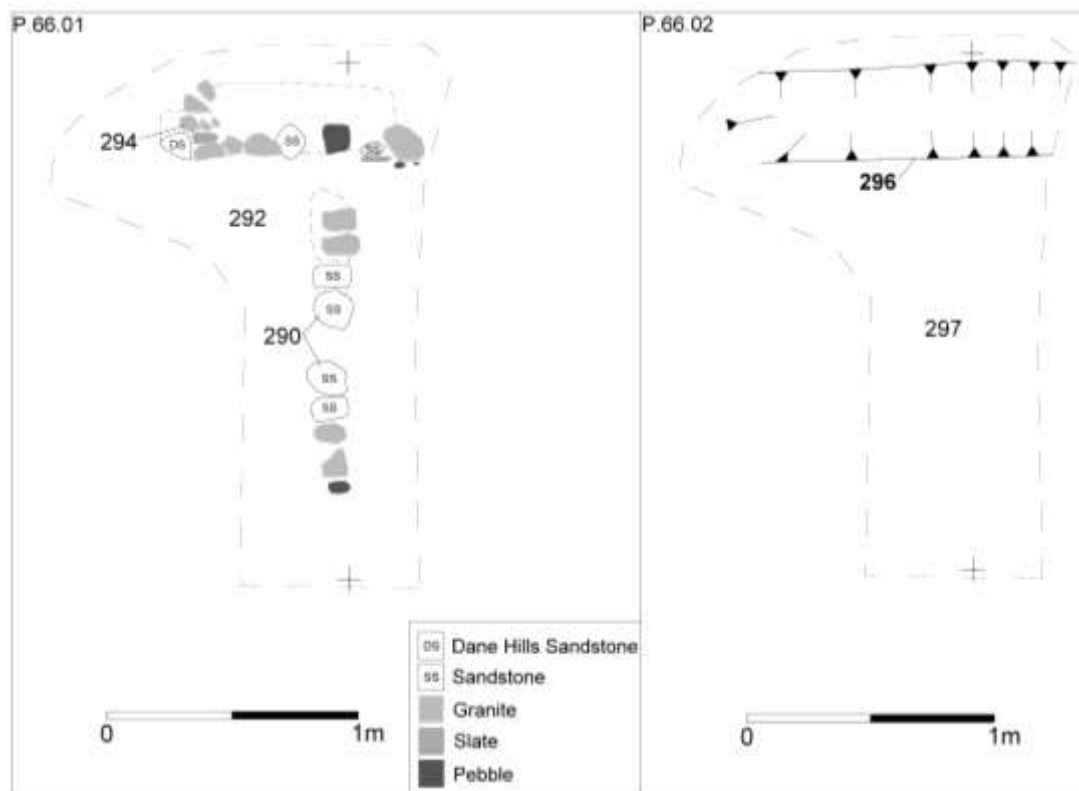 P.66.01
294
DS
SS
SS
292
SS
SS
290
SS
SS
DS Dane Hills Sandstone
SS Sandstone
Granite
Slate
Pebble
0 1m
P.66.02
296
297
0 1m